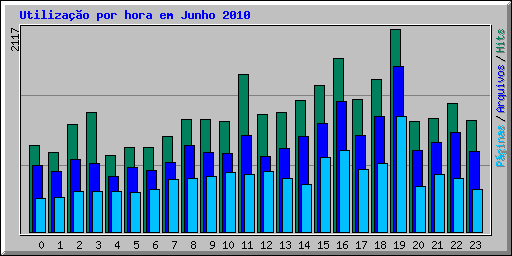 Utilização por hora em Junho 2010
2117
Páginas / Arquivos / Hits
0 1 2 3 4 5 6 7 8 9 10 11 12 13 14 15 16 17 18 19 20 21 22 23